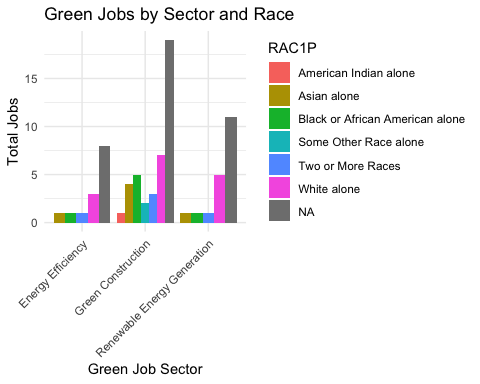 Green Jobs by Sector and Race
Total Jobs
15
10
5
0
Energy Efficiency
Green Construction
Renewable Energy Generation
Green Job Sector
RAC1P
American Indian alone
Asian alone
Black or African American alone
Some Other Race alone
Two or More Races
White alone
NA